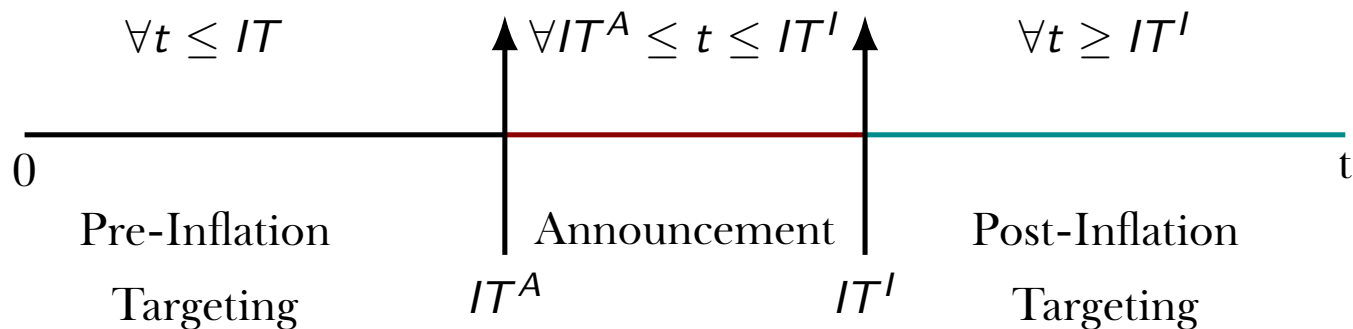 ∀t ≤ IT ∀IT^A ≤ t ≤ IT^I ∀t ≥ IT^I
0 t
Pre-Inflation Announcement Post-Inflation
Targeting IT^A IT^I Targeting